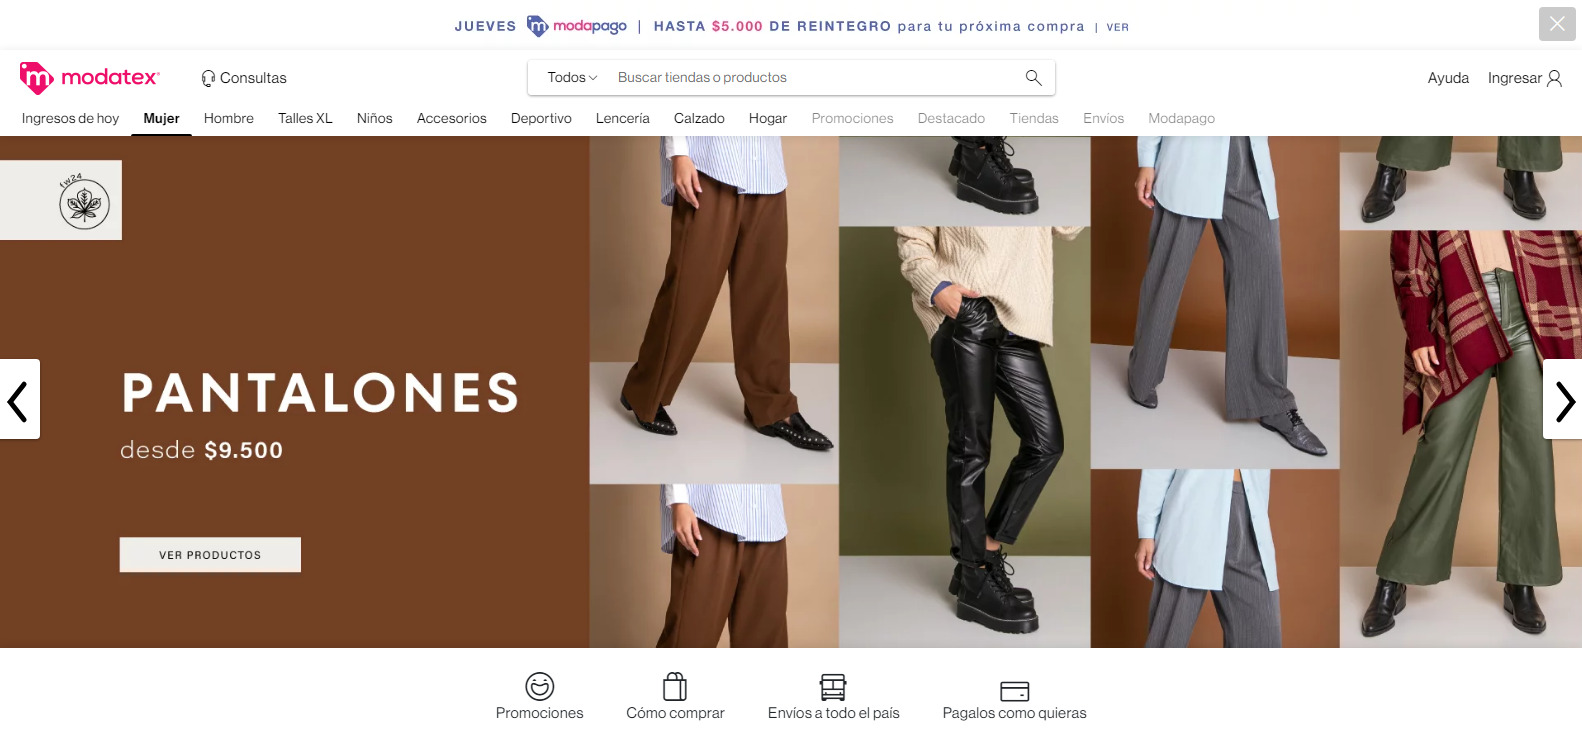 JUEVES modapago | HASTA $5.000 DE REINTEGRO para tu próxima compra | VER
modatex
Consultas
Todos
Buscar tiendas o productos
Ayuda
Ingresar
Ingresos de hoy Mujer Hombre Talles XL Niños Accesorios Deportivo Lencería Calzado Hogar Promociones Destacado Tiendas Envíos Modapago
fw24
PANTALONES
desde $9.500
VER PRODUCTOS
Promociones Cómo comprar Envíos a todo el país Pagalos como quieras